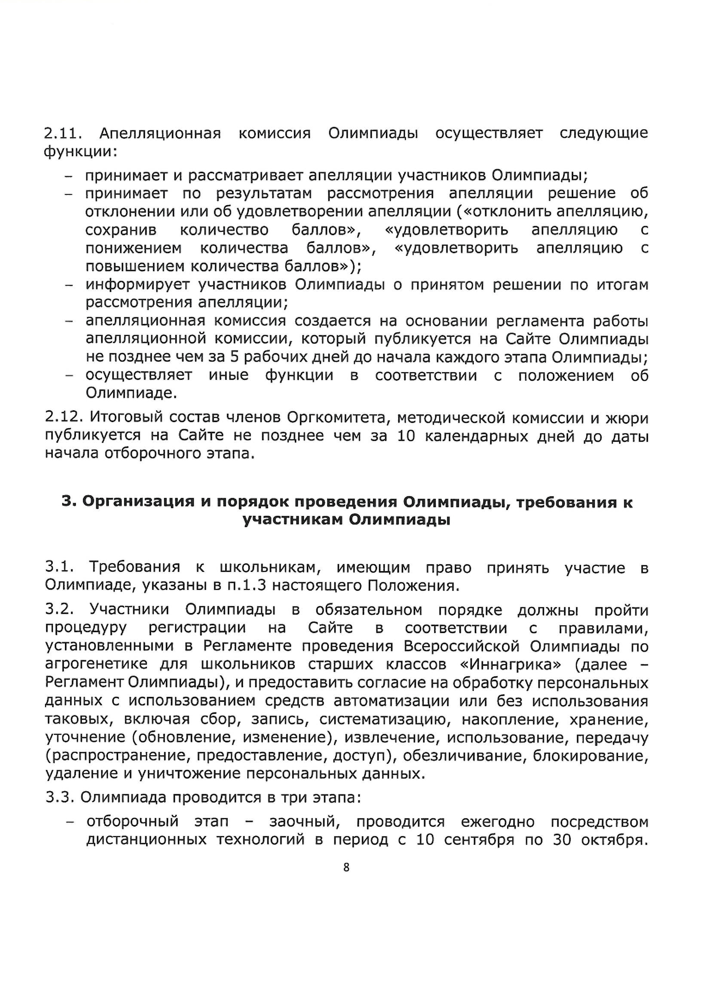 2.11. Апелляционная комиссия Олимпиады осуществляет следующие
функции:
– принимает и рассматривает апелляции участников Олимпиады;
– принимает по результатам рассмотрения апелляции решение об
отклонении или об удовлетворении апелляции («отклонить апелляцию,
сохранив количество баллов», «удовлетворить апелляцию с
понижением количества баллов», «удовлетворить апелляцию с
повышением количества баллов»);
– информирует участников Олимпиады о принятом решении по итогам
рассмотрения апелляции;
– апелляционная комиссия создается на основании регламента работы
апелляционной комиссии, который публикуется на Сайте Олимпиады
не позднее чем за 5 рабочих дней до начала каждого этапа Олимпиады;
– осуществляет иные функции в соответствии с положением об
Олимпиаде.
2.12. Итоговый состав членов Оргкомитета, методической комиссии и жюри
публикуется на Сайте не позднее чем за 10 календарных дней до даты
начала отборочного этапа.
3. Организация и порядок проведения Олимпиады, требования к
участникам Олимпиады
3.1. Требования к школьникам, имеющим право принять участие в
Олимпиаде, указаны в п.1.3 настоящего Положения.
3.2. Участники Олимпиады в обязательном порядке должны пройти
процедуру регистрации на Сайте в соответствии с правилами,
установленными в Регламенте проведения Всероссийской Олимпиады по
агрогенетике для школьников старших классов «Иннагрика» (далее –
Регламент Олимпиады), и предоставить согласие на обработку персональных
данных с использованием средств автоматизации или без использования
таковых, включая сбор, запись, систематизацию, накопление, хранение,
уточнение (обновление, изменение), извлечение, использование, передачу
(распространение, предоставление, доступ), обезличивание, блокирование,
удаление и уничтожение персональных данных.
3.3. Олимпиада проводится в три этапа:
– отборочный этап – заочный, проводится ежегодно посредством
дистанционных технологий в период с 10 сентября по 30 октября.
8